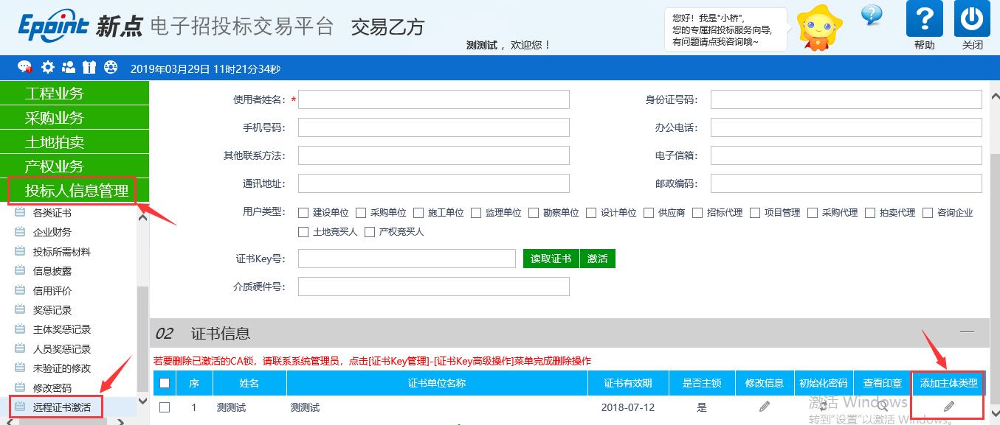 Epoint 新点 电子招投标交易平台 交易乙方
测测试，欢迎您！
您好！我是"小桥",
您的专属招投标服务向导,
有问题请点我咨询哦~
?
?
帮助
关闭
2019年03月29日 11时21分34秒
工程业务
采购业务
土地拍卖
产权业务
投标人信息管理
各类证书
企业财务
投标所需材料
信息披露
信用评价
奖惩记录
主体奖惩记录
人员奖惩记录
未验证的修改
修改密码
远程证书激活
使用者姓名: *
身份证号码:
手机号码:
办公电话:
其他联系方法:
电子信箱:
通讯地址:
邮政编码:
用户类型: 建设单位 采购单位 施工单位 监理单位 勘察单位 设计单位 供应商 招标代理 项目管理 采购代理 拍卖代理 咨询企业
土地竞买人 产权竞买人
证书Key号: 读取证书 激活
介质硬件号:
02 证书信息
若要删除已激活的CA锁，请联系系统管理员，点击[证书Key管理]-[证书Key高级操作]菜单完成删除操作
序 姓名 证书单位名称 证书有效期 是否主锁 修改信息 初始化密码 查看印章 添加主体类型
1 测测试 测测试 2018-07-12 是
激活 Windows
转到"设置"以激活 Windows。